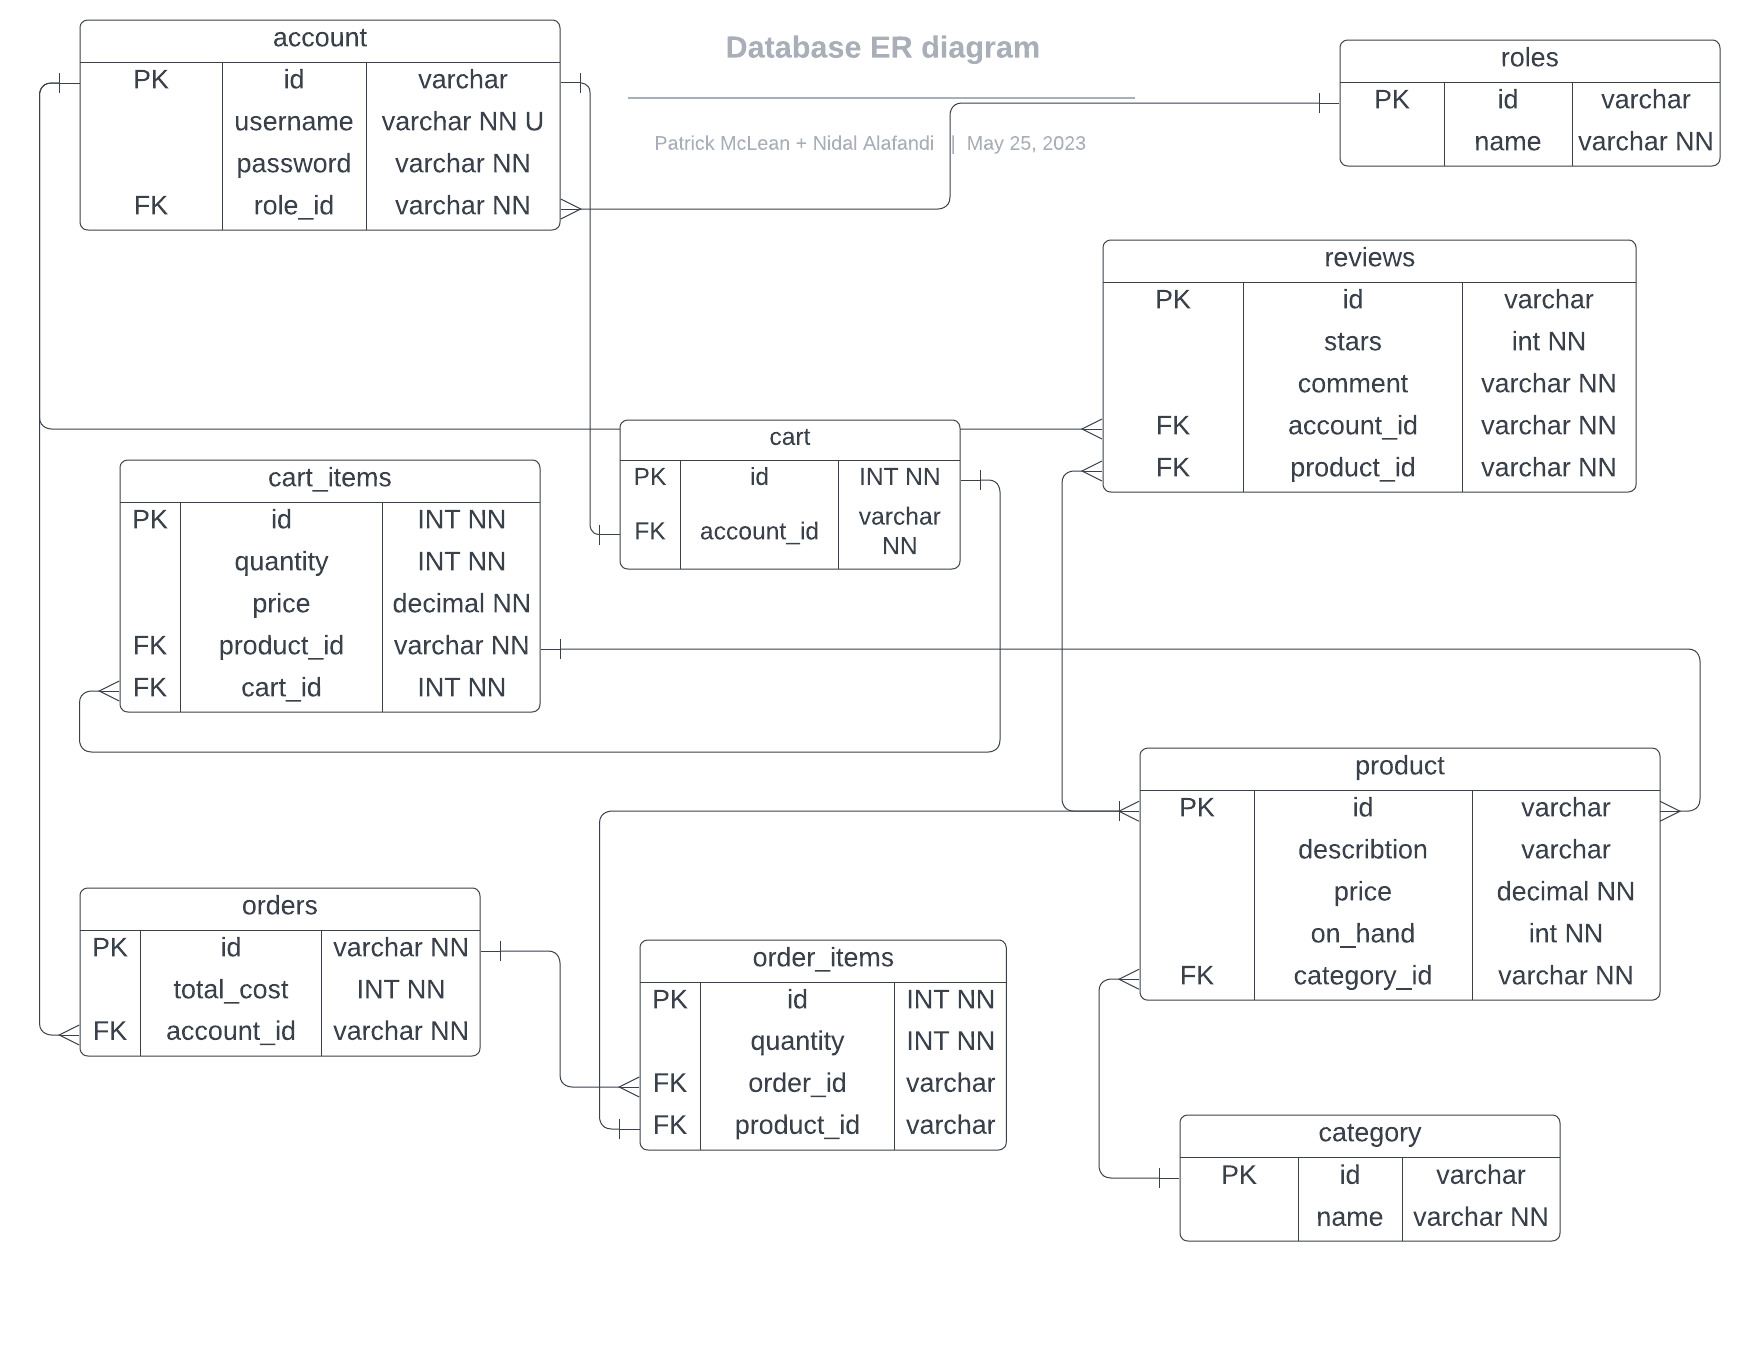 Database ER diagram
Patrick McLean + Nidal Alafandi | May 25, 2023
account
PK id varchar
username varchar NN U
password varchar NN
FK role_id varchar NN
roles
PK id varchar
name varchar NN
reviews
PK id varchar
stars int NN
comment varchar NN
FK account_id varchar NN
FK product_id varchar NN
cart
PK id INT NN
FK account_id varchar
NN
cart_items
PK id INT NN
quantity INT NN
price decimal NN
FK product_id varchar NN
FK cart_id INT NN
product
PK id varchar
describtion varchar
price decimal NN
on_hand int NN
FK category_id varchar NN
orders
PK id varchar NN
total_cost INT NN
FK account_id varchar NN
order_items
PK id INT NN
quantity INT NN
FK order_id varchar
FK product_id varchar
category
PK id varchar
name varchar NN